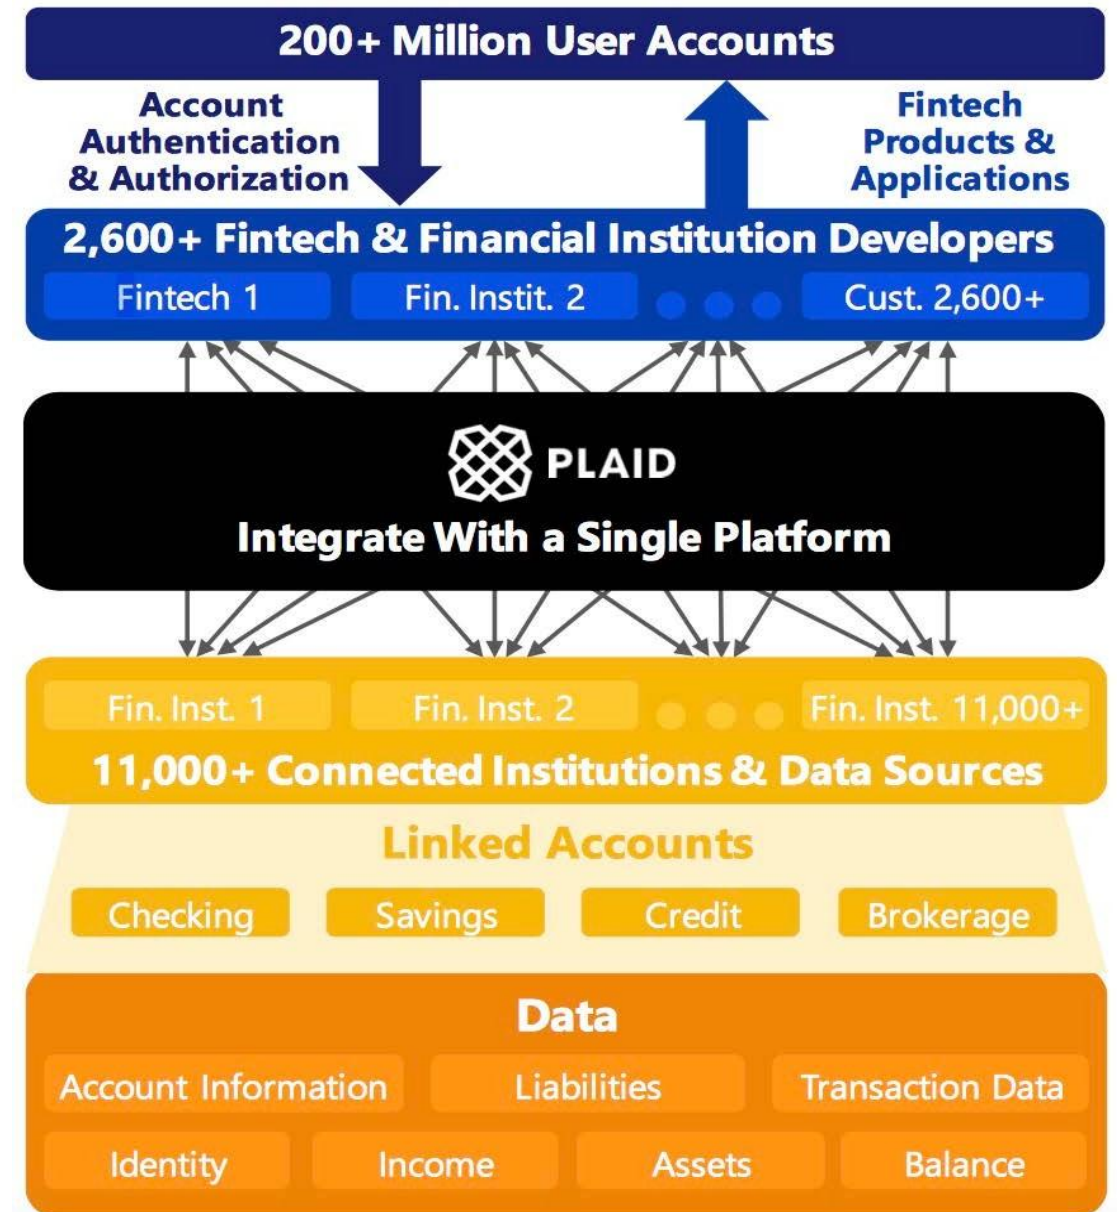 200+ Million User Accounts
Account
Authentication
& Authorization
Fintech
Products &
Applications
2,600+ Fintech & Financial Institution Developers
Fintech 1
Fin. Instit. 2
Cust. 2,600+
PLAID
Integrate With a Single Platform
Fin. Inst. 1
Fin. Inst. 2
Fin. Inst. 11,000+
11,000+ Connected Institutions & Data Sources
Linked Accounts
Checking
Savings
Credit
Brokerage
Data
Account Information
Liabilities
Transaction Data
Identity
Income
Assets
Balance